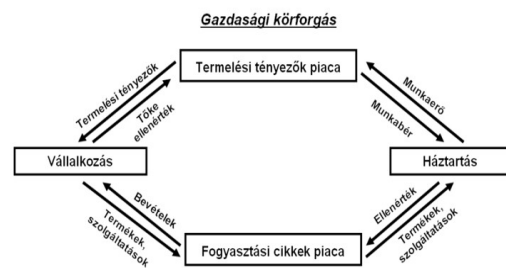 Gazdasági körforgás
Termelési tényezők piaca
Termelési tényezők
Tőke
ellenérték
Munkaerő
Munkabér
Vállalkozás
Háztartás
Bevételek
Termékek,
szolgáltatások
Ellenérték
Termékek,
szolgáltatások
Fogyasztási cikkek piaca